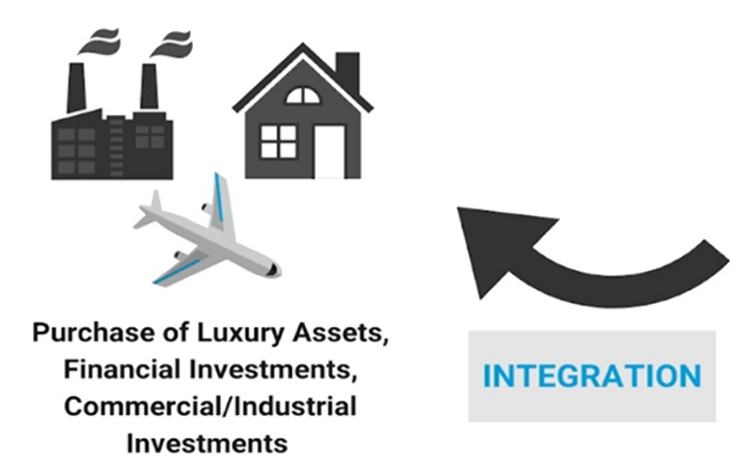 Purchase of Luxury Assets,
Financial Investments,
Commercial/Industrial
Investments
INTEGRATION